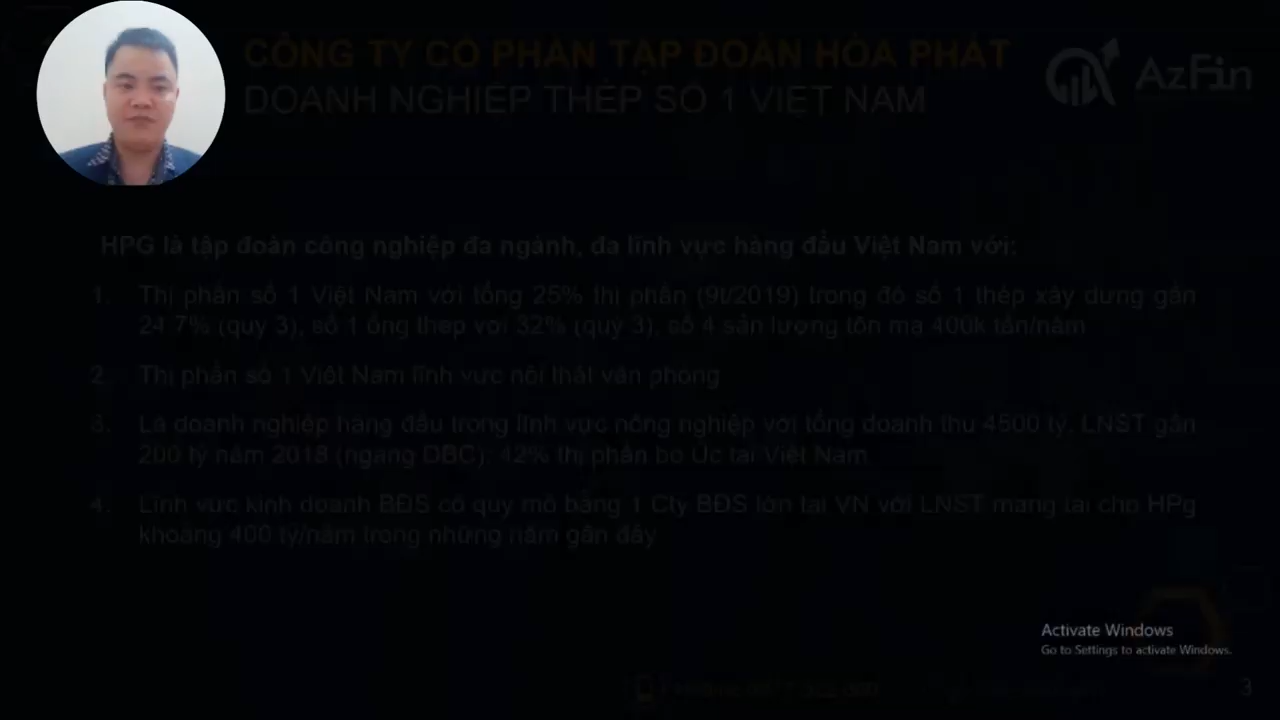 CÔNG TY CỔ PHẦN TẬP ĐOÀN HÒA PHÁT
DOANH NGHIỆP THÉP SỐ 1 VIỆT NAM
AzFin
HPG là tập đoàn công nghiệp đa ngành, đa lĩnh vực hàng đầu Việt Nam với:
1. Thị phần số 1 Việt Nam với tổng 25% thị phần (9t/2019) trong đó số 1 thép xây dựng gần
24.7% (quý 3), số 1 ống thép với 32% (quý 3), số 4 sản lượng tôn mạ 400k tấn/năm
2. Thị phần số 1 Việt Nam lĩnh vực nội thất văn phòng
3. Là doanh nghiệp hàng đầu trong lĩnh vực nông nghiệp với tổng doanh thu 4500 tỷ, LNST gần
200 tỷ năm 2018 (ngang DBC); 42% thị phần bò Úc tại Việt Nam
4. Lĩnh vực kinh doanh BĐS có quy mô bằng 1 Cty BĐS lớn tại VN với LNST mang lại cho HPg
khoảng 400 tỷ/năm trong những năm gần đây
Activate Windows
Go to Settings to activate Windows.
3